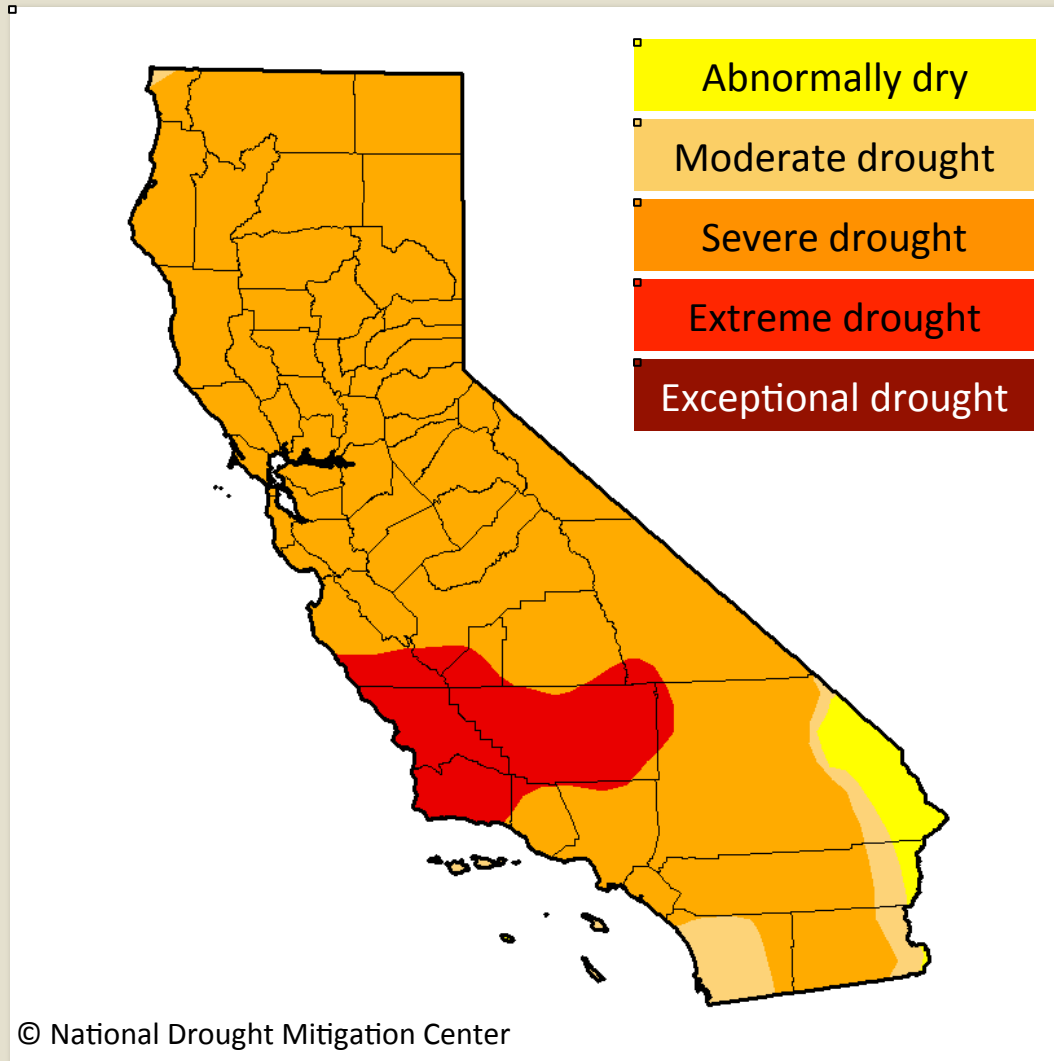 Abnormally dry
Moderate drought
Severe drought
Extreme drought
Exceptional drought
© National Drought Mitigation Center